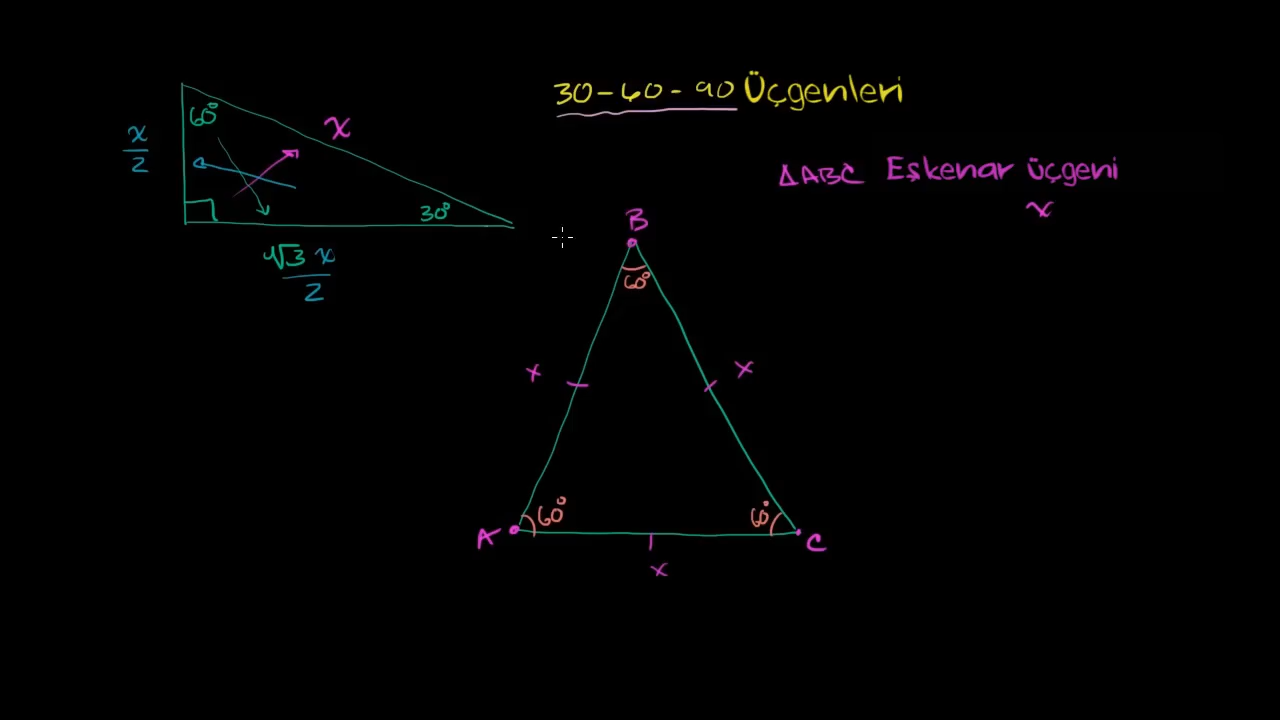 30-60-90 Üçgenleri
60°
x
x/2
30°
√3 x/2
ΔABC Eşkenar üçgeni
x
B
60°
x
x
A
60°
60°
C
x